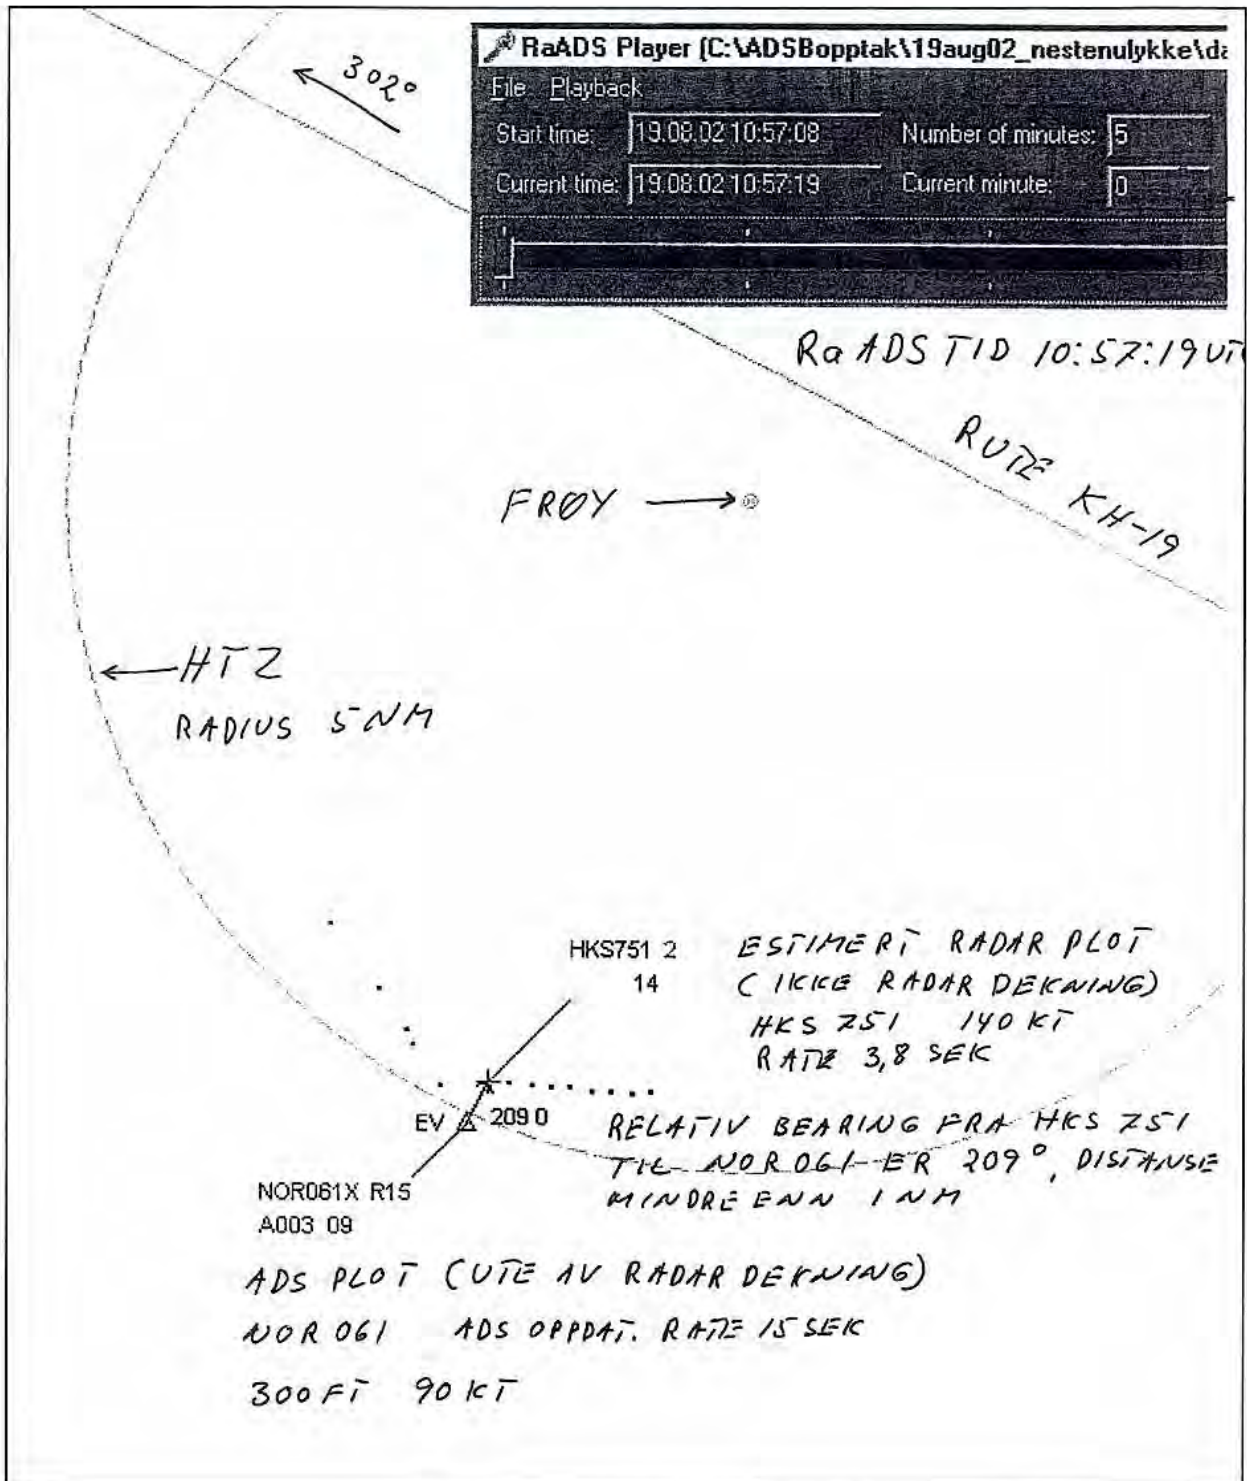 302°
RaADS Player (C:\ADSBopptak\19aug02_nestenulykke\da
File Playback
Start time: 19.08.02 10:57:08 Number of minutes: 5
Current time: 19.08.02 10:57:19 Current minute: 0
RaADS TID 10:57:19 UT
RUTE KH-19
FRØY
HTZ
RADIUS 5 NM
HKS751 2
14
ESTIMERT RADAR PLOT
(IKKE RADAR DEKNING)
HKS 751 140 KT
RATE 3,8 SEK
EV 209 0
RELATIV BEARING FRA HKS 751
TIL NOR 061 ER 209°, DISTANSE
MINDRE ENN 1 NM
NOR061X R15
A003 09
ADS PLOT (UTE AV RADAR DEKNING)
NOR 061 ADS OPPDAT. RATE 15 SEK
300 FT 90 KT